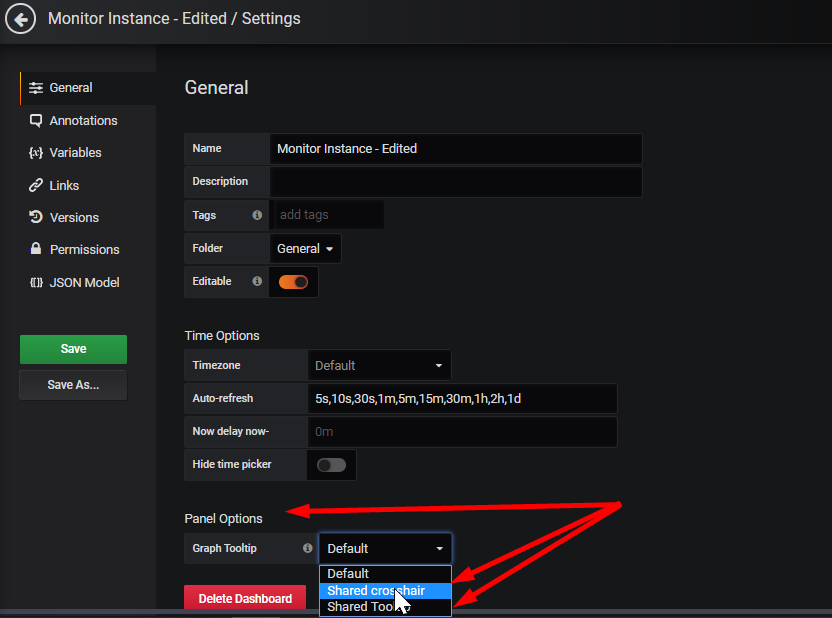 Monitor Instance - Edited / Settings
General
Annotations
Variables
Links
Versions
Permissions
JSON Model
Save
Save As...
General
Name Monitor Instance - Edited
Description
Tags add tags
Folder General
Editable
Time Options
Timezone Default
Auto-refresh 5s,10s,30s,1m,5m,15m,30m,1h,2h,1d
Now delay now- 0m
Hide time picker
Panel Options
Graph Tooltip Default
Default
Shared crosshair
Shared
Delete Dashboard